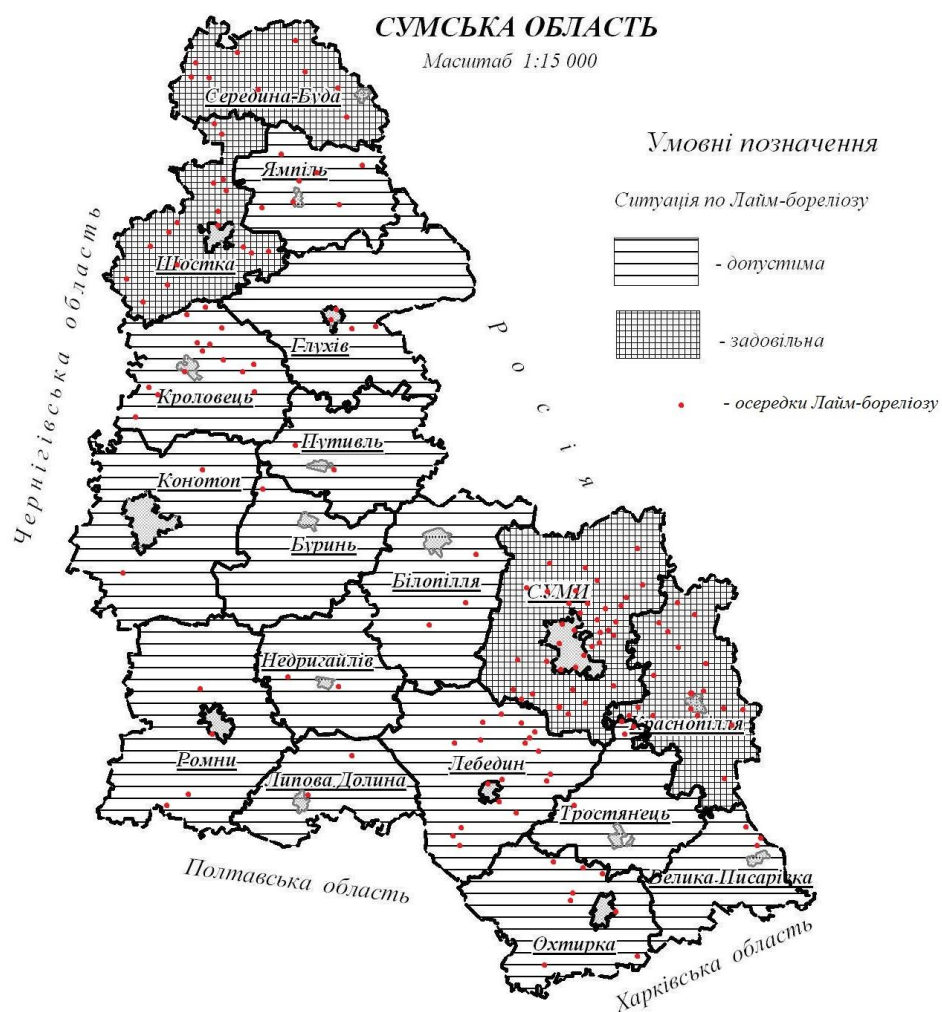 СУМСЬКА ОБЛАСТЬ
Масштаб 1:15 000
Умовні позначення
Ситуація по Лайм-бореліозу
- допустима
- задовільна
- осередки Лайм-бореліозу
Середина-Буда
Ямпіль
Шостка
Чернігівська область
Глухів
Росія
Кроловець
Путивль
Конотоп
Буринь
Білопілля
СУМИ
Недригайлів
Краснопілля
Ромни
Липова Долина
Лебедин
Тростянець
Полтавська область
Велика Писарівка
Охтирка
Харківська область